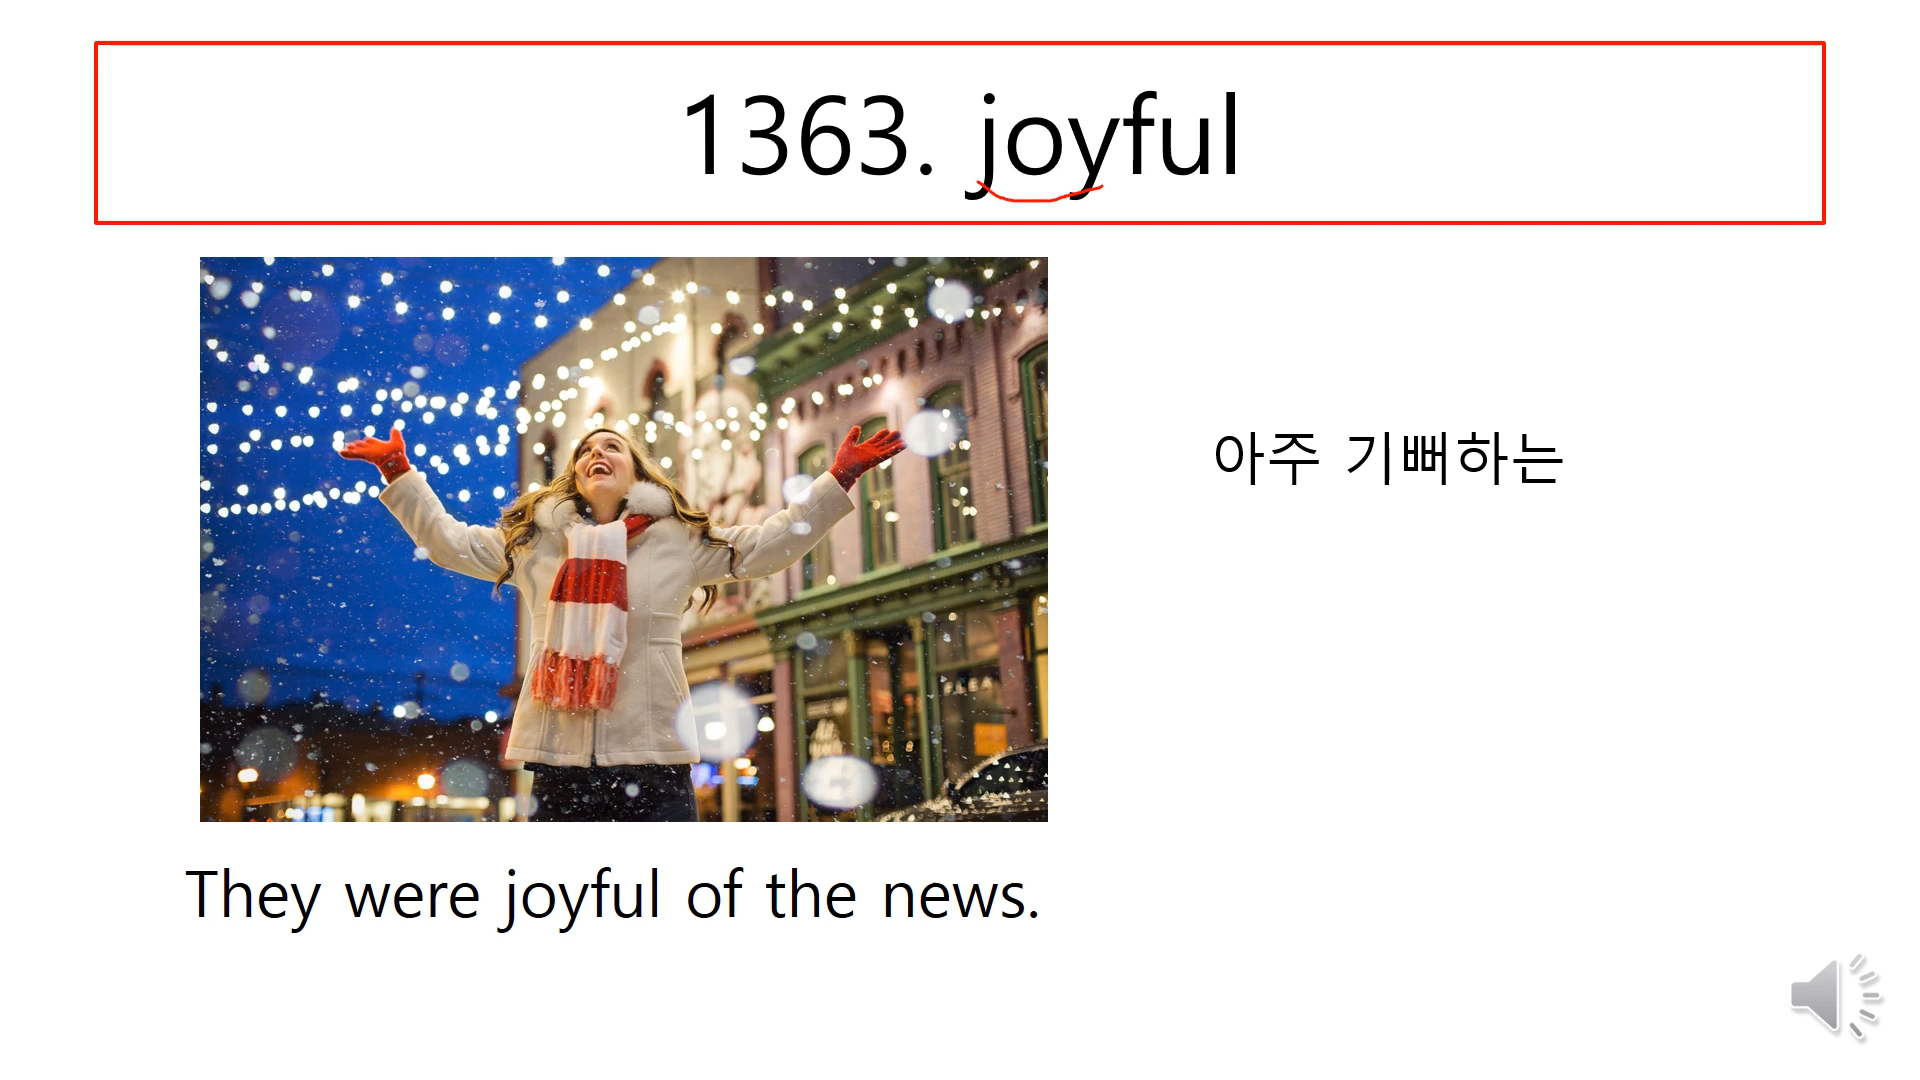 1363. joyful
아주 기뻐하는
They were joyful of the news.